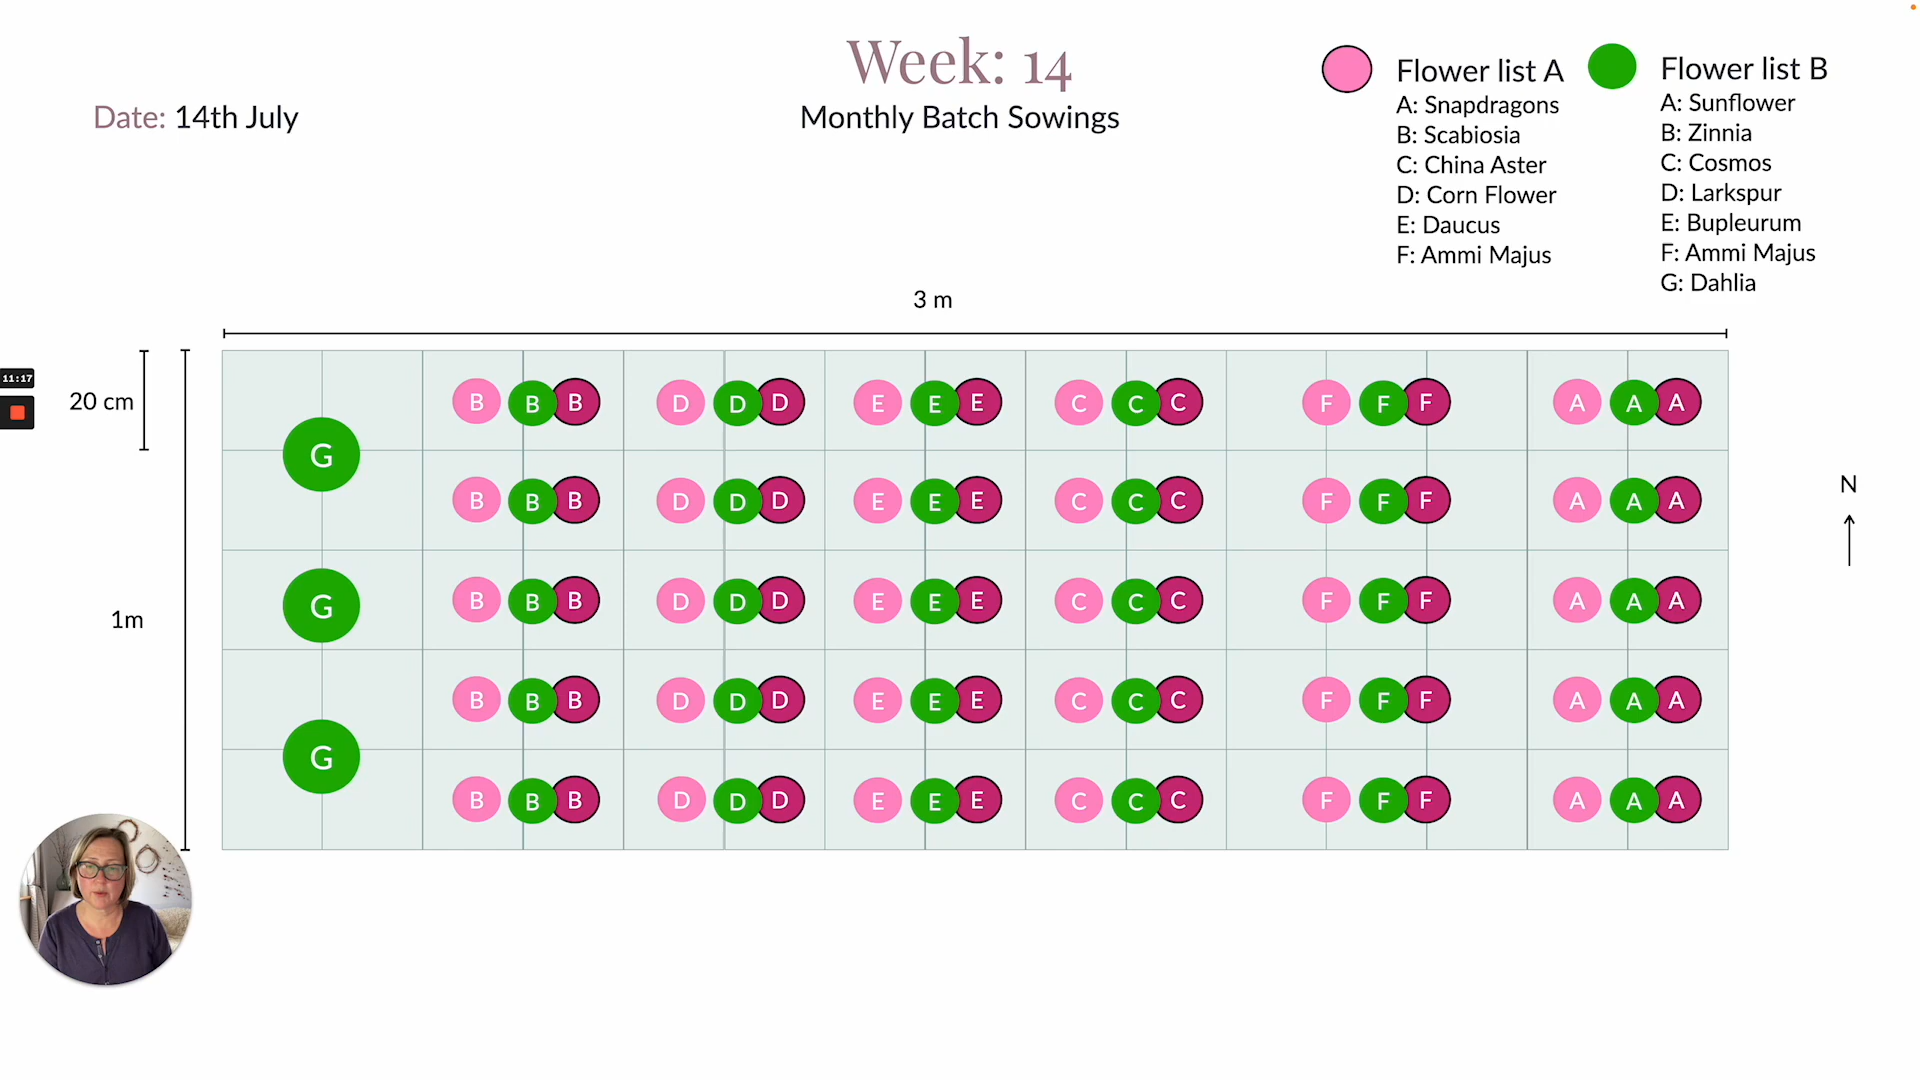 Week: 14
Monthly Batch Sowings
Date: 14th July
Flower list A
A: Snapdragons
B: Scabiosia
C: China Aster
D: Corn Flower
E: Daucus
F: Ammi Majus
Flower list B
A: Sunflower
B: Zinnia
C: Cosmos
D: Larkspur
E: Bupleurum
F: Ammi Majus
G: Dahlia
3 m
11:17
20 cm
1m
N
B B B D D D E E E C C C F F F A A A
G
B B B D D D E E E C C C F F F A A A
G
B B B D D D E E E C C C F F F A A A
B B B D D D E E E C C C F F F A A A
G
B B B D D D E E E C C C F F F A A A